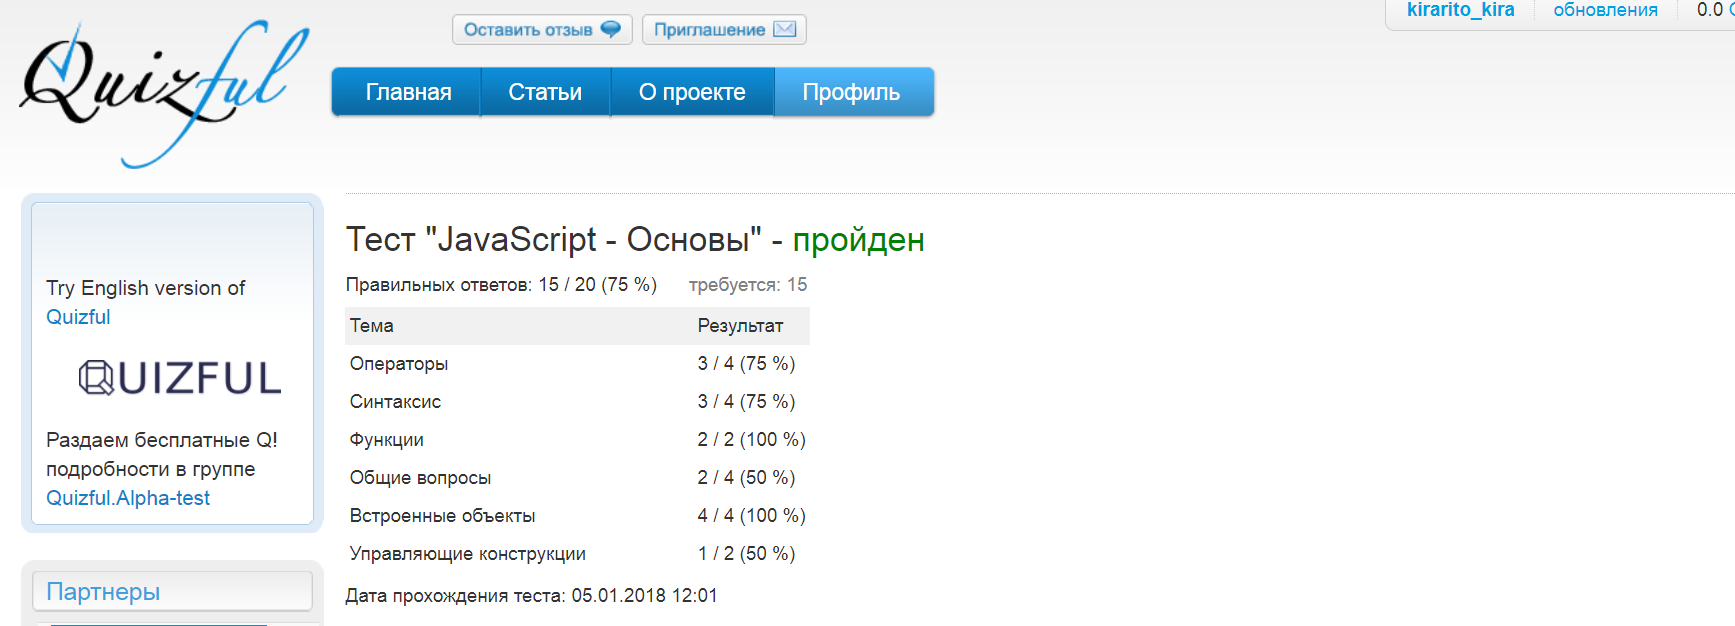 Quizful
Оставить отзыв
Приглашение
kirarito_kira
обновления
0.0
Главная
Статьи
О проекте
Профиль
Try English version of
Quizful
QUIZFUL
Раздаем бесплатные Q!
подробности в группе
Quizful.Alpha-test
Партнеры
Тест "JavaScript - Основы" - пройден
Правильных ответов: 15 / 20 (75 %) требуется: 15
Тема Результат
Операторы 3 / 4 (75 %)
Синтаксис 3 / 4 (75 %)
Функции 2 / 2 (100 %)
Общие вопросы 2 / 4 (50 %)
Встроенные объекты 4 / 4 (100 %)
Управляющие конструкции 1 / 2 (50 %)
Дата прохождения теста: 05.01.2018 12:01